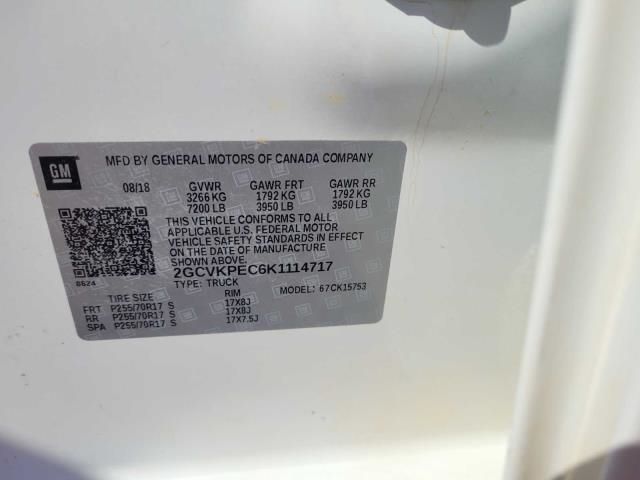 GM
MFD BY GENERAL MOTORS OF CANADA COMPANY
08/18 GVWR GAWR FRT GAWR RR
3266 KG 1792 KG 1792 KG
7200 LB 3950 LB 3950 LB
THIS VEHICLE CONFORMS TO ALL
APPLICABLE U.S. FEDERAL MOTOR
VEHICLE SAFETY STANDARDS IN EFFECT
ON THE DATE OF MANUFACTURE
SHOWN ABOVE.
2GCVKPEC6K1114717
8624 TYPE: TRUCK MODEL: 67CK15753
TIRE SIZE RIM
FRT P255/70R17 S 17X8J
RR P255/70R17 S 17X8J
SPA P255/70R17 S 17X7.5J